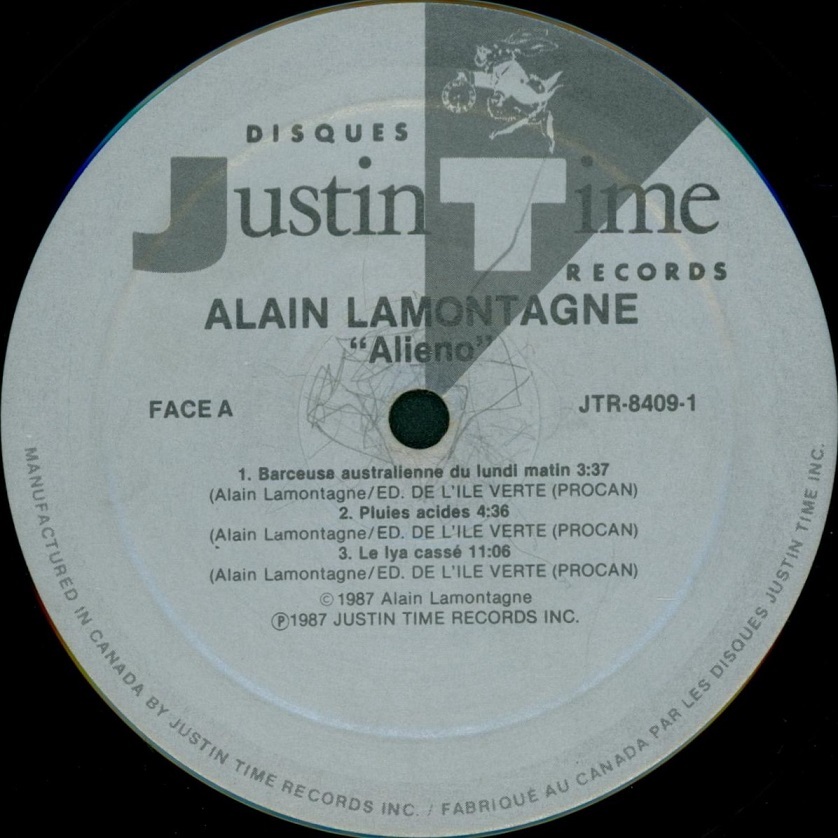 DISQUES
Justin Time
RECORDS
ALAIN LAMONTAGNE
“Alieno”
FACE A
JTR-8409-1
1. Barceuse australienne du lundi matin 3:37
(Alain Lamontagne/ED. DE L'ILE VERTE (PROCAN)
2. Pluies acides 4:36
(Alain Lamontagne/ED. DE L'ILE VERTE (PROCAN)
3. Le lya cassé 11:06
(Alain Lamontagne/ED. DE L'ILE VERTE (PROCAN)
©1987 Alain Lamontagne
℗1987 JUSTIN TIME RECORDS INC.
MANUFACTURED IN CANADA BY JUSTIN TIME RECORDS INC. / FABRIQUÉ AU CANADA PAR LES DISQUES JUSTIN TIME INC.